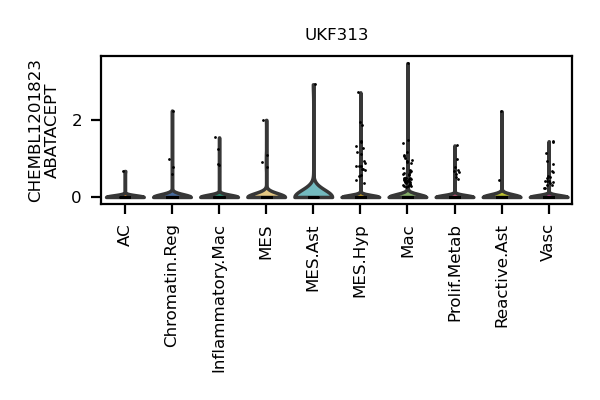 UKF313
CHEMBL1201823
ABATACEPT
2
0
AC
Chromatin.Reg
Inflammatory.Mac
MES
MES.Ast
MES.Hyp
Mac
Prolif.Metab
Reactive.Ast
Vasc